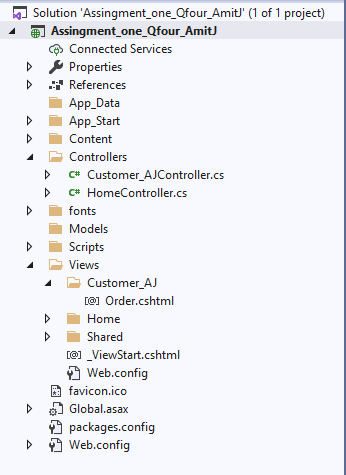 Solution 'Assingment_one_Qfour_AmitJ' (1 of 1 project)
Assingment_one_Qfour_AmitJ
Connected Services
Properties
References
App_Data
App_Start
Content
Controllers
C# Customer_AJController.cs
C# HomeController.cs
fonts
Models
Scripts
Views
Customer_AJ
[@] Order.cshtml
Home
Shared
[@] _ViewStart.cshtml
Web.config
favicon.ico
Global.asax
packages.config
Web.config